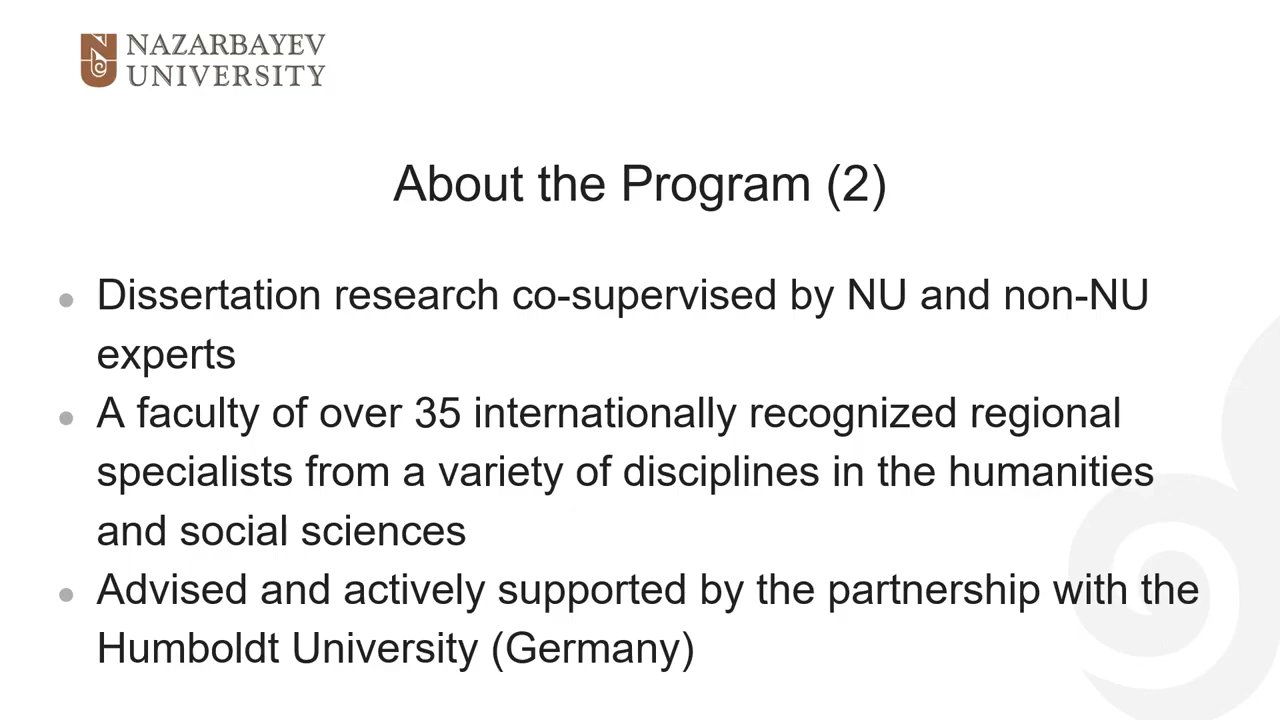 NAZARBAYEV
UNIVERSITY
About the Program (2)
• Dissertation research co-supervised by NU and non-NU
experts
• A faculty of over 35 internationally recognized regional
specialists from a variety of disciplines in the humanities
and social sciences
• Advised and actively supported by the partnership with the
Humboldt University (Germany)